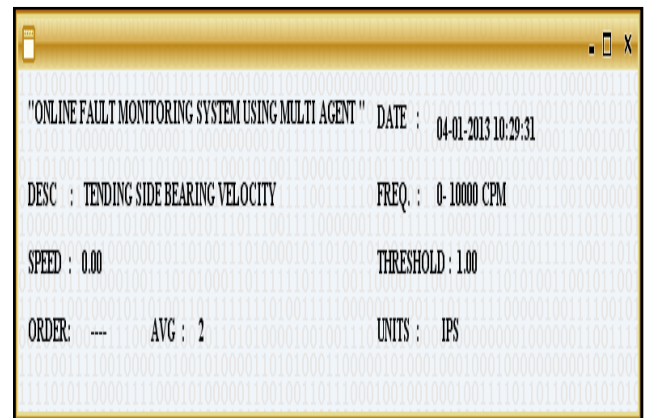 "ONLINE FAULT MONITORING SYSTEM USING MULTI AGENT " DATE : 04-01-2013 10:29:31
DESC : TENDING SIDE BEARING VELOCITY FREQ. : 0- 10000 CPM
SPEED : 0.00 THRESHOLD : 1.00
ORDER: ---- AVG : 2 UNITS : IPS